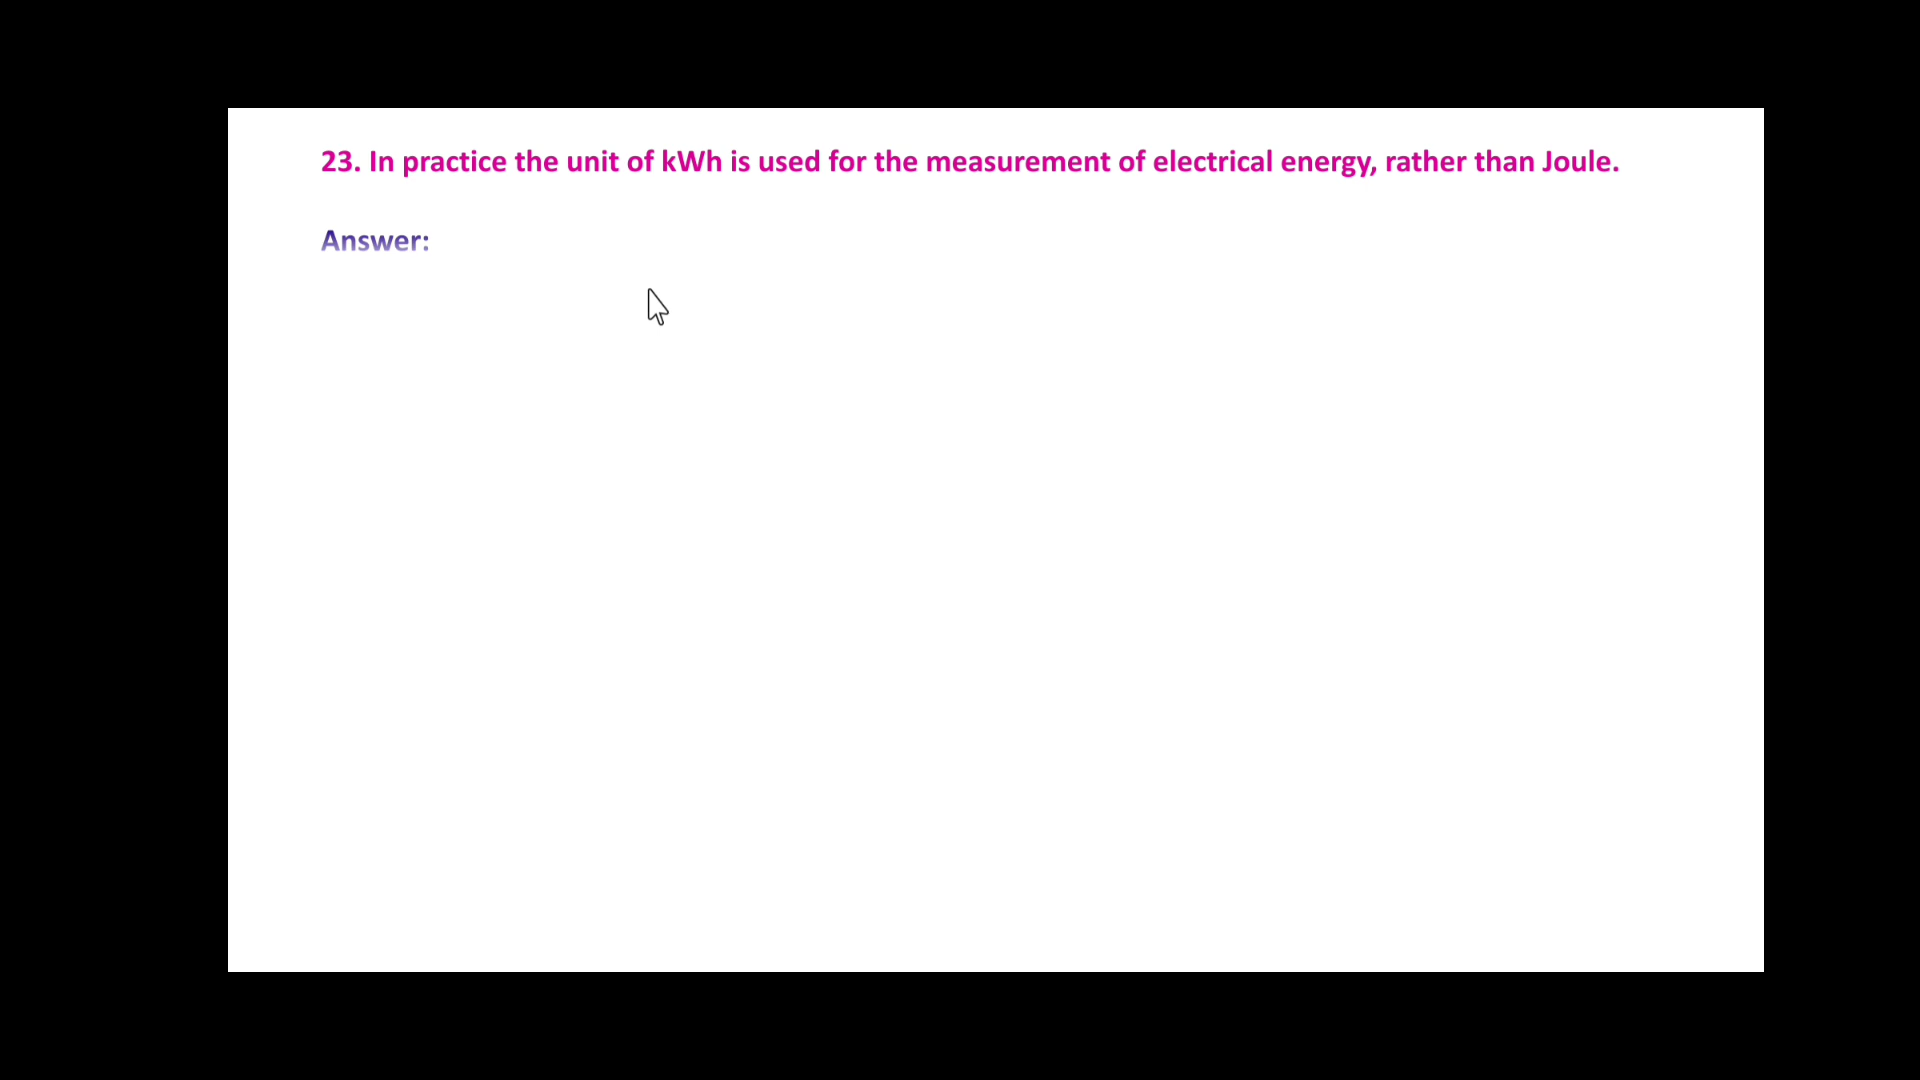 23. In practice the unit of kWh is used for the measurement of electrical energy, rather than Joule.
Answer: